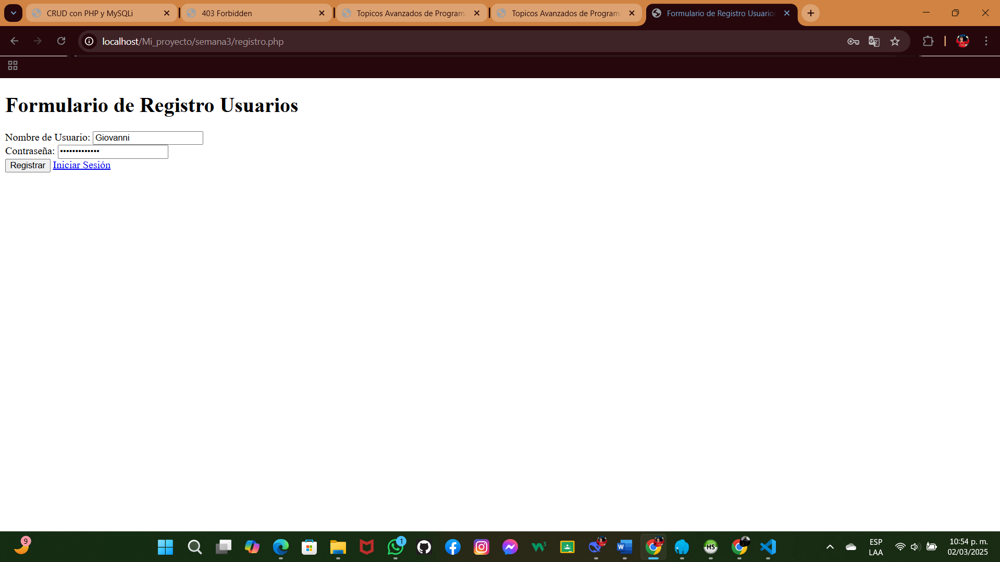 CRUD con PHP y MySQLi
403 Forbidden
Topicos Avanzados de Program
Topicos Avanzados de Program
Formulario de Registro Usuarios
localhost/Mi_proyecto/semana3/registro.php
Formulario de Registro Usuarios
Nombre de Usuario: Giovanni
Contraseña: •••••••••••••
Registrar Iniciar Sesión
9
1
W
HS
ESP
LAA
10:54 p. m.
02/03/2025